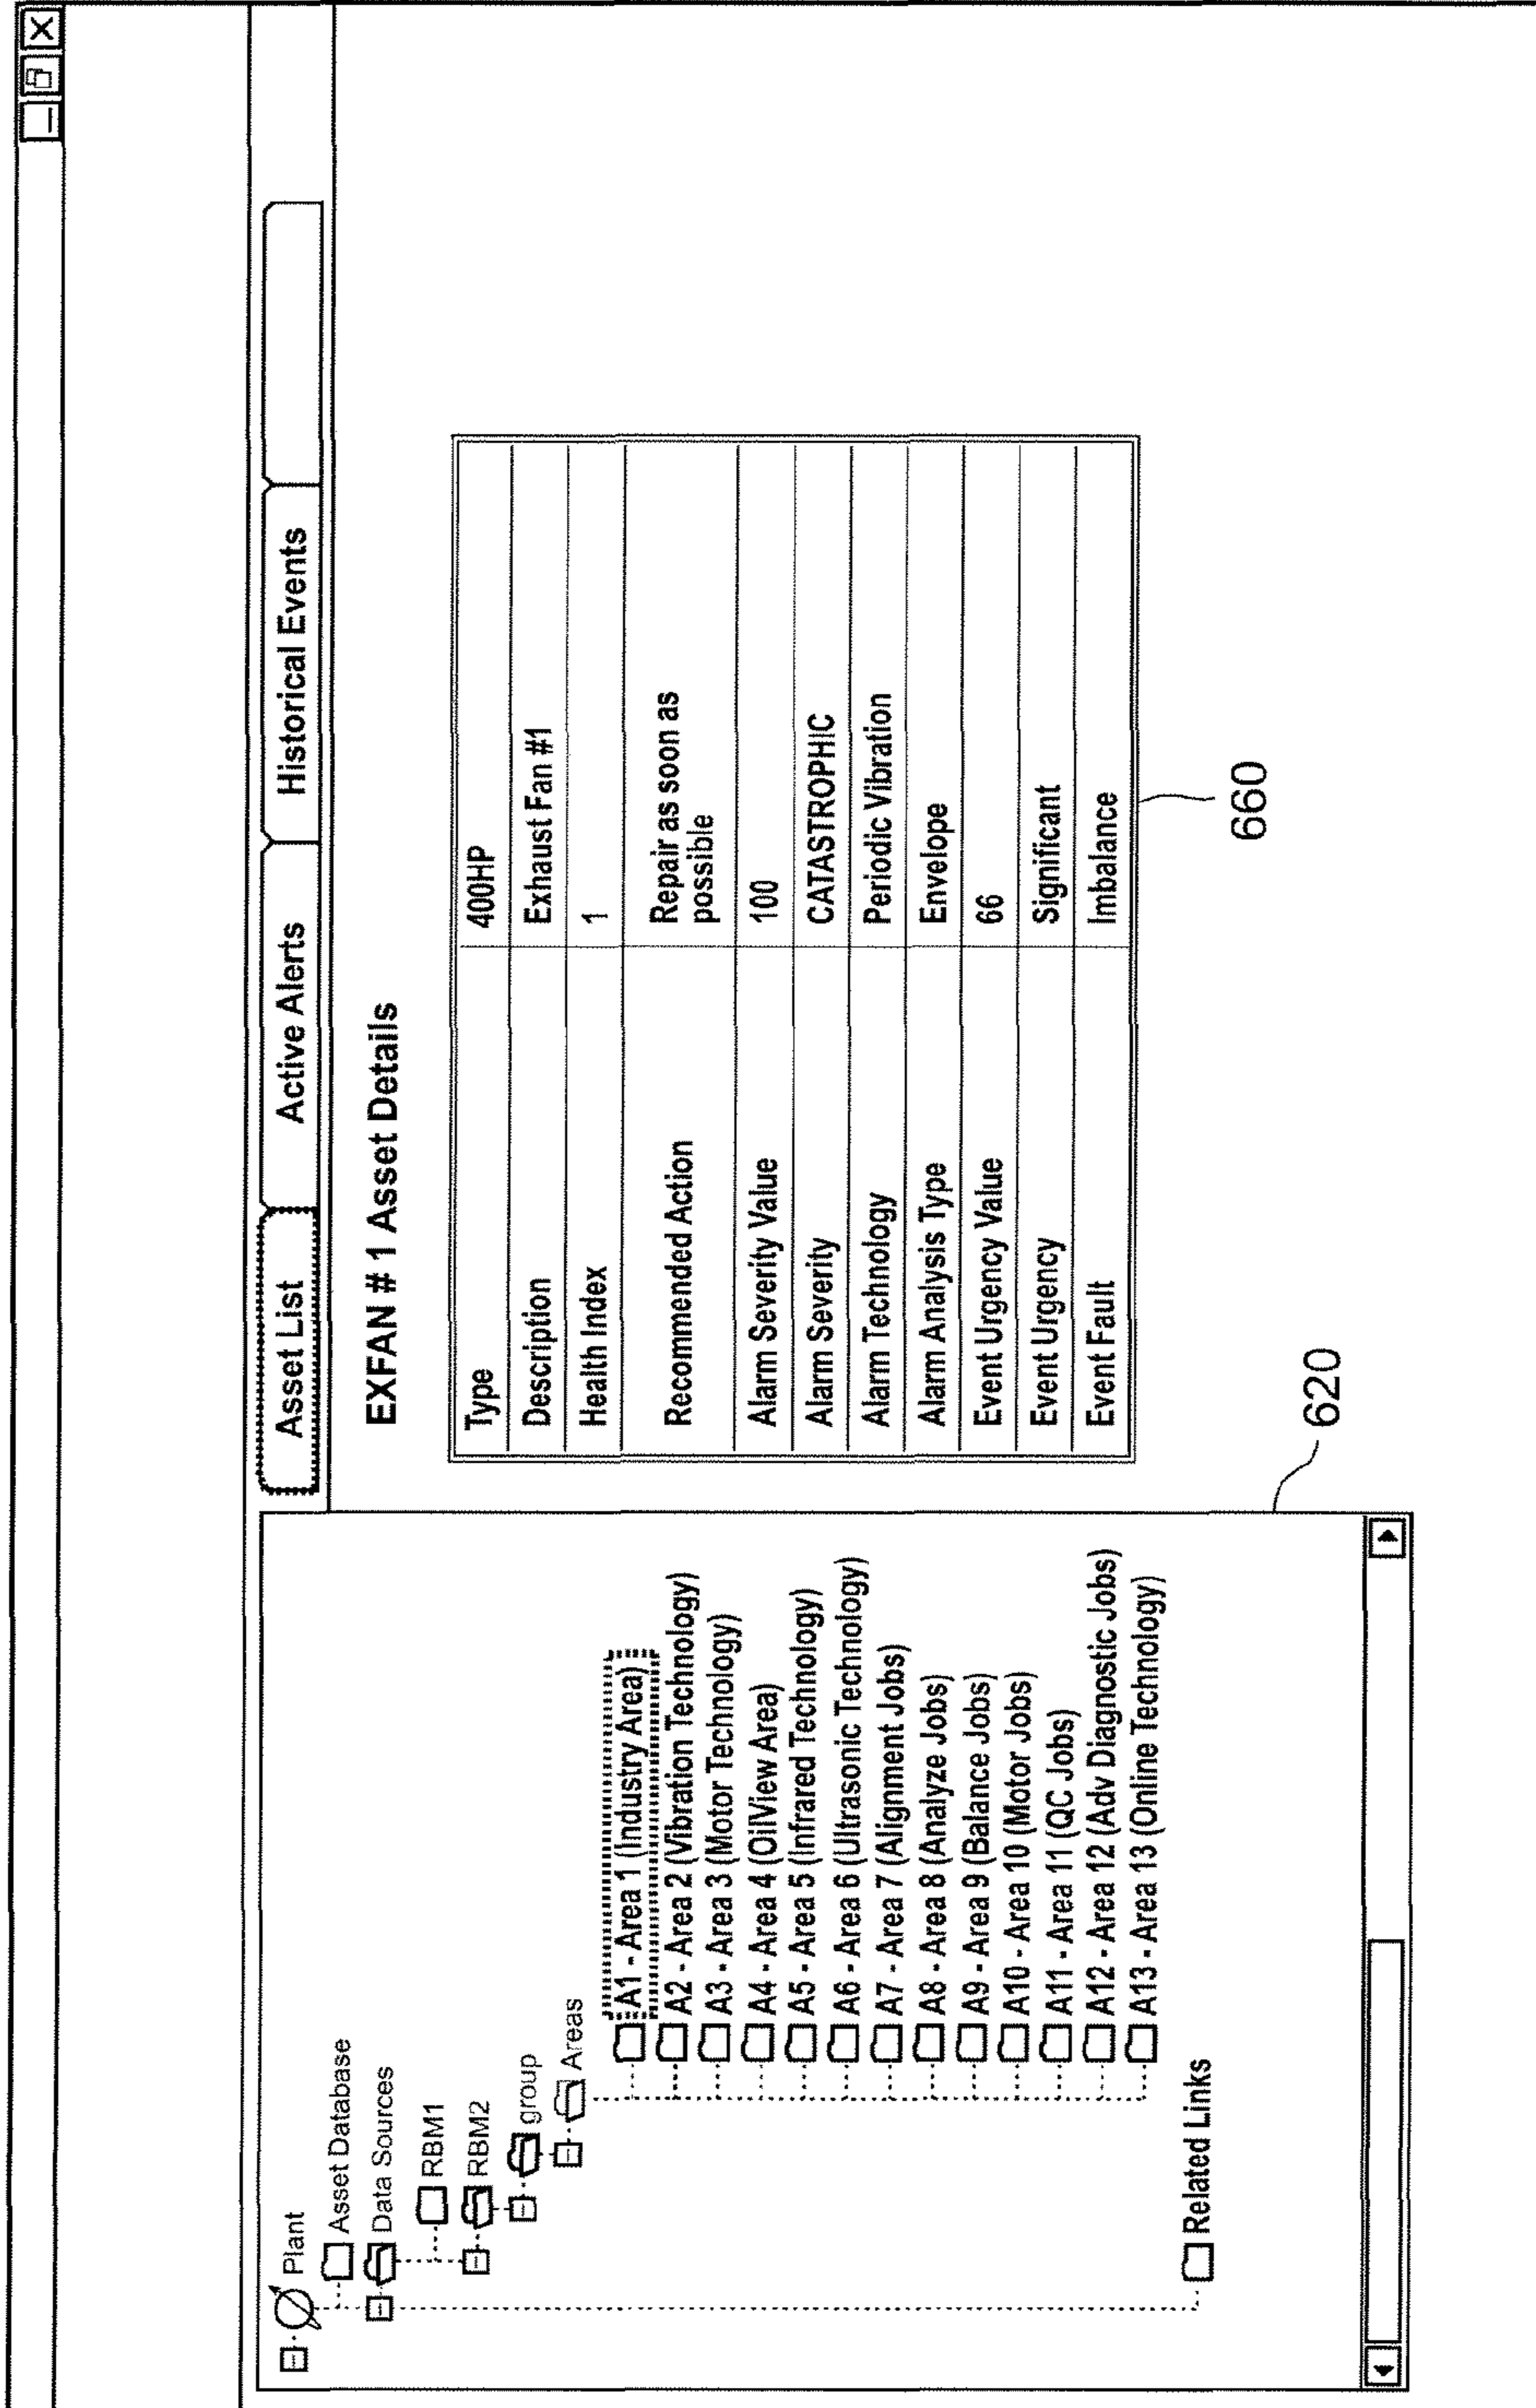 Asset List
Active Alerts
Historical Events
Plant
Asset Database
Data Sources
RBM1
RBM2
group
Areas
A1 - Area 1 (Industry Area)
A2 - Area 2 (Vibration Technology)
A3 - Area 3 (Motor Technology)
A4 - Area 4 (OilView Area)
A5 - Area 5 (Infrared Technology)
A6 - Area 6 (Ultrasonic Technology)
A7 - Area 7 (Alignment Jobs)
A8 - Area 8 (Analyze Jobs)
A9 - Area 9 (Balance Jobs)
A10 - Area 10 (Motor Jobs)
A11 - Area 11 (QC Jobs)
A12 - Area 12 (Adv Diagnostic Jobs)
A13 - Area 13 (Online Technology)
Related Links
620
EXFAN # 1 Asset Details
Type 400HP
Description Exhaust Fan #1
Health Index 1
Recommended Action Repair as soon as
possible
Alarm Severity Value 100
Alarm Severity CATASTROPHIC
Alarm Technology Periodic Vibration
Alarm Analysis Type Envelope
Event Urgency Value 66
Event Urgency Significant
Event Fault Imbalance
660